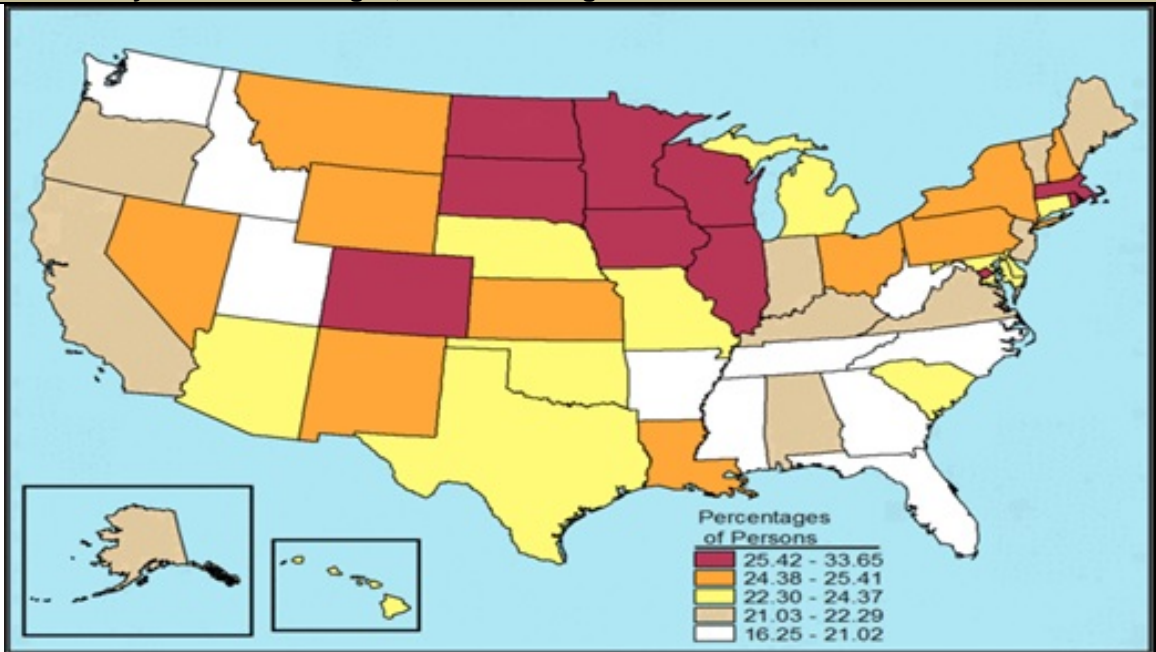 Percentages
of Persons
25.42 - 33.65
24.38 - 25.41
22.30 - 24.37
21.03 - 22.29
16.25 - 21.02